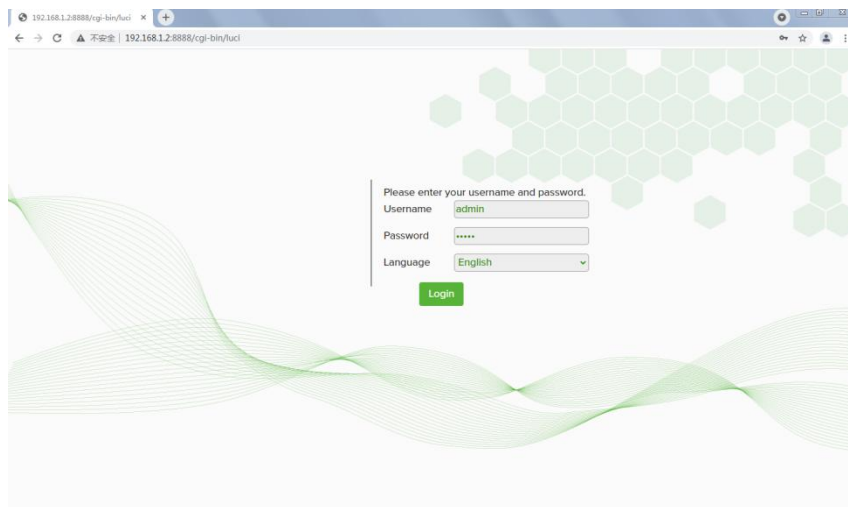 192.168.1.2:8888/cgi-bin/luci
不安全 | 192.168.1.2:8888/cgi-bin/luci
Please enter your username and password.
Username admin
Password •••••
Language English
Login